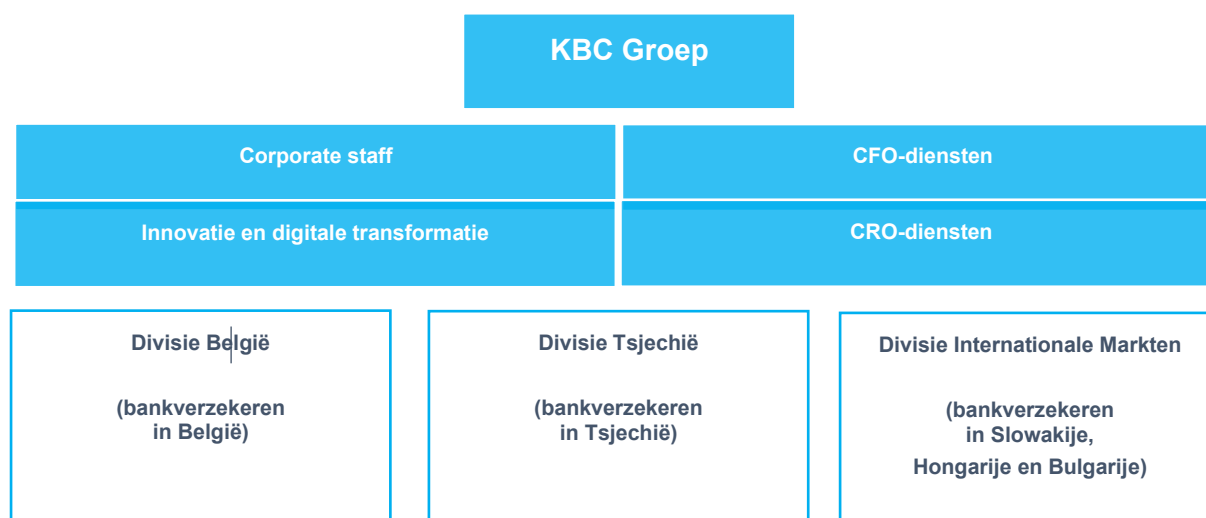 KBC Groep
Corporate staff
CFO-diensten
Innovatie en digitale transformatie
CRO-diensten
Divisie België
(bankverzekeren
in België)
Divisie Tsjechië
(bankverzekeren
in Tsjechië)
Divisie Internationale Markten
(bankverzekeren
in Slowakije,
Hongarije en Bulgarije)